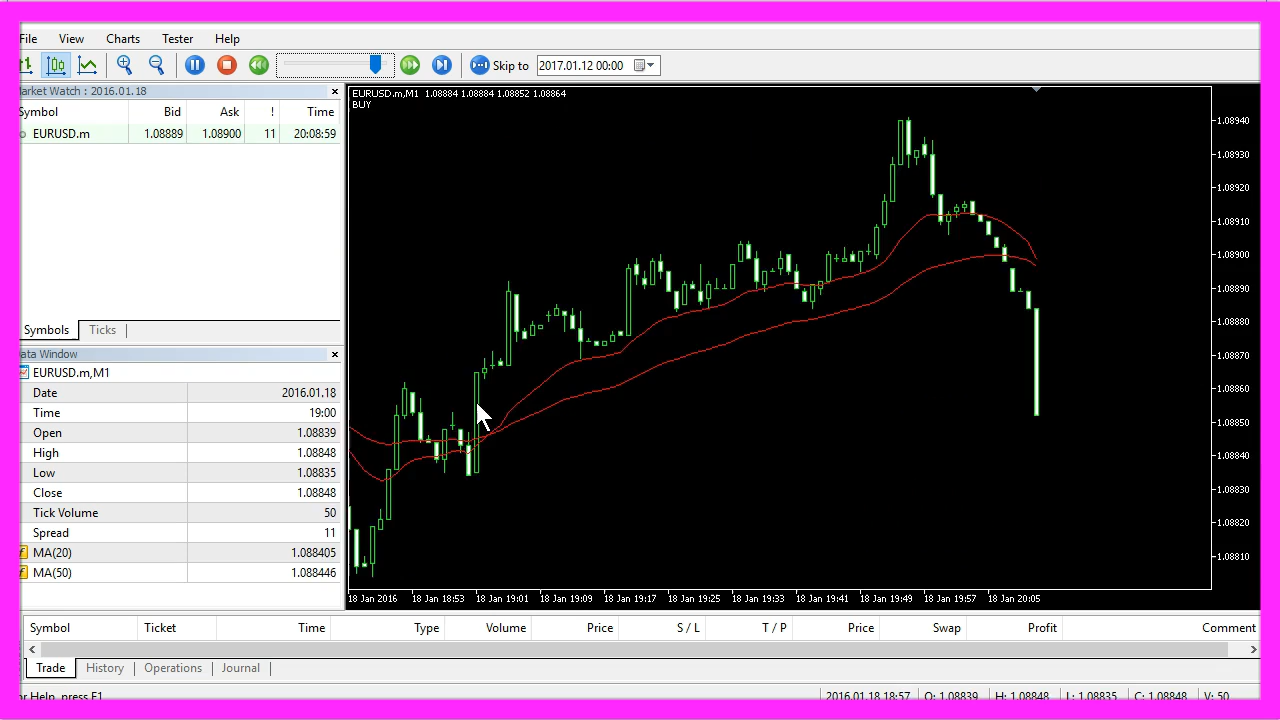 File View Charts Tester Help
Skip to 2017.01.12 00:00
Market Watch : 2016.01.18
Symbol Bid Ask ! Time
EURUSD.m 1.08889 1.08900 11 20:08:59
Symbols Ticks
Data Window
EURUSD.m,M1
Date 2016.01.18
Time 19:00
Open 1.08839
High 1.08848
Low 1.08835
Close 1.08848
Tick Volume 50
Spread 11
MA(20) 1.088405
MA(50) 1.088446
EURUSD.m,M1 1.08884 1.08884 1.08852 1.08864
BUY
1.08940
1.08930
1.08920
1.08910
1.08900
1.08890
1.08880
1.08870
1.08860
1.08850
1.08840
1.08830
1.08820
1.08810
18 Jan 2016 18 Jan 18:53 18 Jan 19:01 18 Jan 19:09 18 Jan 19:17 18 Jan 19:25 18 Jan 19:33 18 Jan 19:41 18 Jan 19:49 18 Jan 19:57 18 Jan 20:05
Symbol Ticket Time Type Volume Price S / L T / P Price Swap Profit Comment
Trade History Operations Journal
For Help, press F1 2016.01.18 18:57 O: 1.08839 H: 1.08848 L: 1.08835 C: 1.08848 V: 50